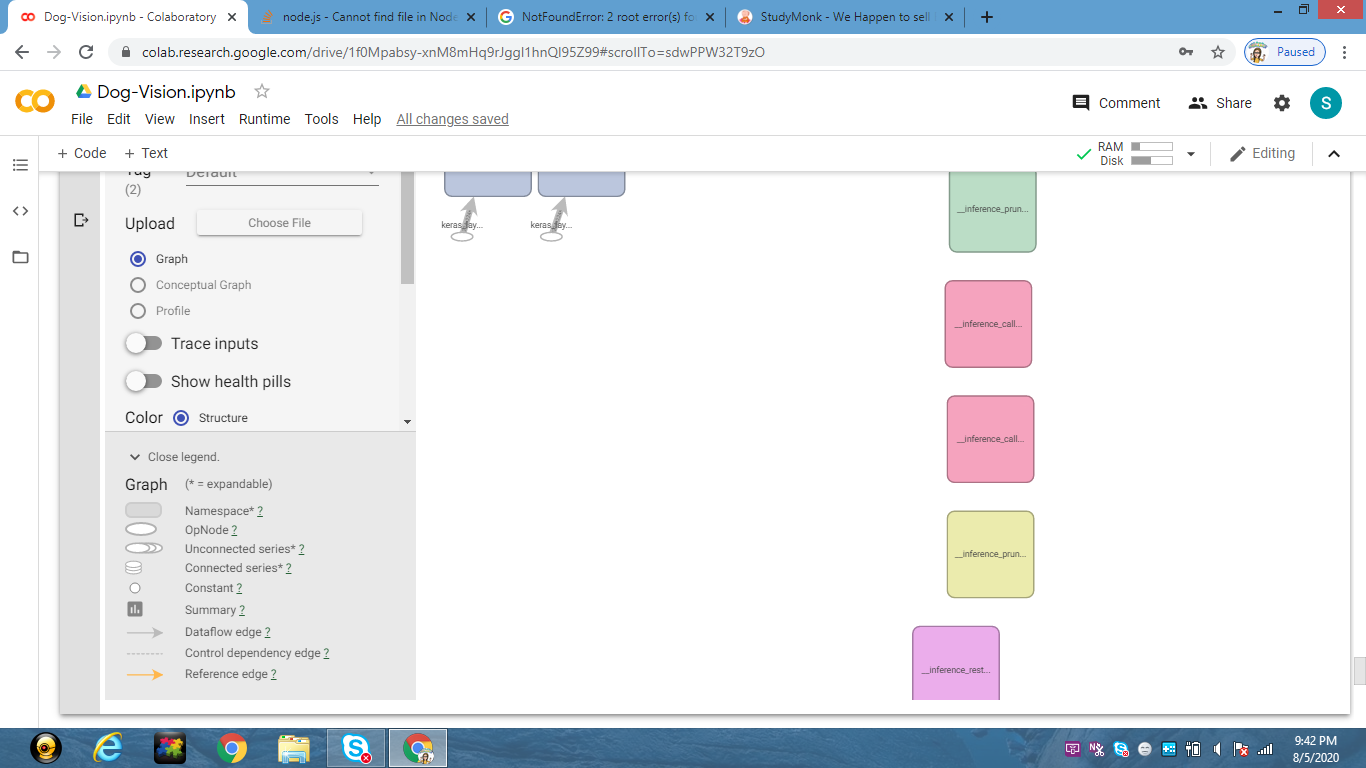 Dog-Vision.ipynb - Colaboratory
node.js - Cannot find file in Node
NotFoundError: 2 root error(s) fo
StudyMonk - We Happen to sell
colab.research.google.com/drive/1f0Mpabsy-xnM8mHq9rJggI1hnQl95Z99#scrollTo=sdwPPW32T9zO
Paused
Dog-Vision.ipynb
File Edit View Insert Runtime Tools Help All changes saved
Comment Share S
+ Code + Text
RAM
Disk
Editing
Tag
(2)
Default
Upload Choose File
Graph
Conceptual Graph
Profile
Trace inputs
Show health pills
Color Structure
Close legend.
Graph (* = expandable)
Namespace* ?
OpNode ?
Unconnected series* ?
Connected series* ?
Constant ?
Summary ?
Dataflow edge ?
Control dependency edge ?
Reference edge ?
keras_lay...
keras_lay...
__inference_prun...
__inference_call...
__inference_call...
__inference_prun...
__inference_rest...
9:42 PM
8/5/2020